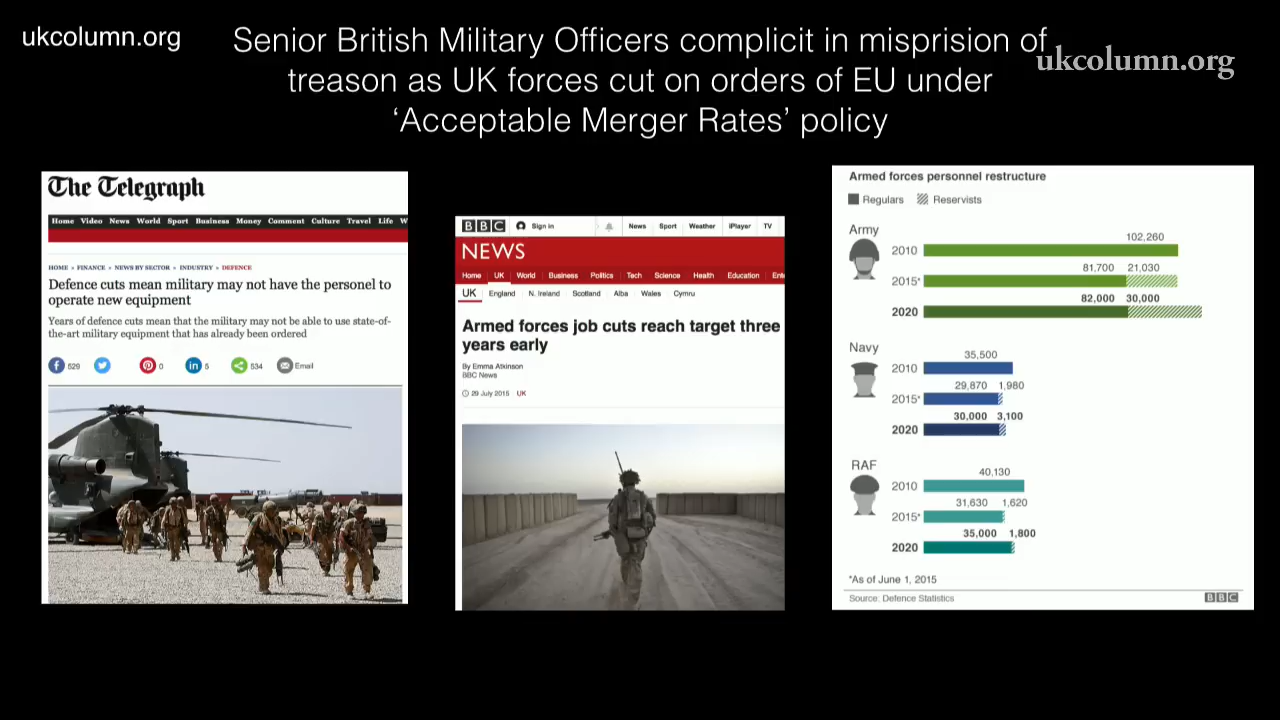 ukcolumn.org
Senior British Military Officers complicit in misprision of
treason as UK forces cut on orders of EU under
‘Acceptable Merger Rates’ policy
ukcolumn.org
The Telegraph
Home Video News World Sport Business Money Comment Culture Travel Life W
HOME » FINANCE » NEWS BY SECTOR » INDUSTRY » DEFENCE
Defence cuts mean military may not have the personel to
operate new equipment
Years of defence cuts mean that the military may not be able to use state-of-
the-art military equipment that has already been ordered
529 0 5 534 Email
BBC Sign in News Sport Weather iPlayer TV
NEWS
Home UK World Business Politics Tech Science Health Education Ente
UK England N. Ireland Scotland Alba Wales Cymru
Armed forces job cuts reach target three
years early
By Emma Atkinson
BBC News
29 July 2015 UK
Armed forces personnel restructure
Regulars Reservists
Army
102,260
2010
81,700 21,030
2015*
82,000 30,000
2020
Navy
35,500
2010
29,870 1,980
2015*
30,000 3,100
2020
RAF
40,130
2010
31,630 1,620
2015*
35,000 1,800
2020
*As of June 1, 2015
Source: Defence Statistics
BBC